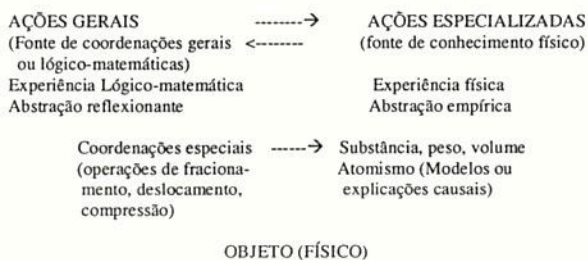 AÇÕES GERAIS --------→ AÇÕES ESPECIALIZADAS
(Fonte de coordenações gerais <-------- (fonte de conhecimento físico)
ou lógico-matemáticas)
Experiência Lógico-matemática Experiência física
Abstração reflexionante Abstração empírica
Coordenações especiais ------→ Substância, peso, volume
(operações de fraciona- Atomismo (Modelos ou
mento, deslocamento, explicações causais)
compressão)
OBJETO (FÍSICO)